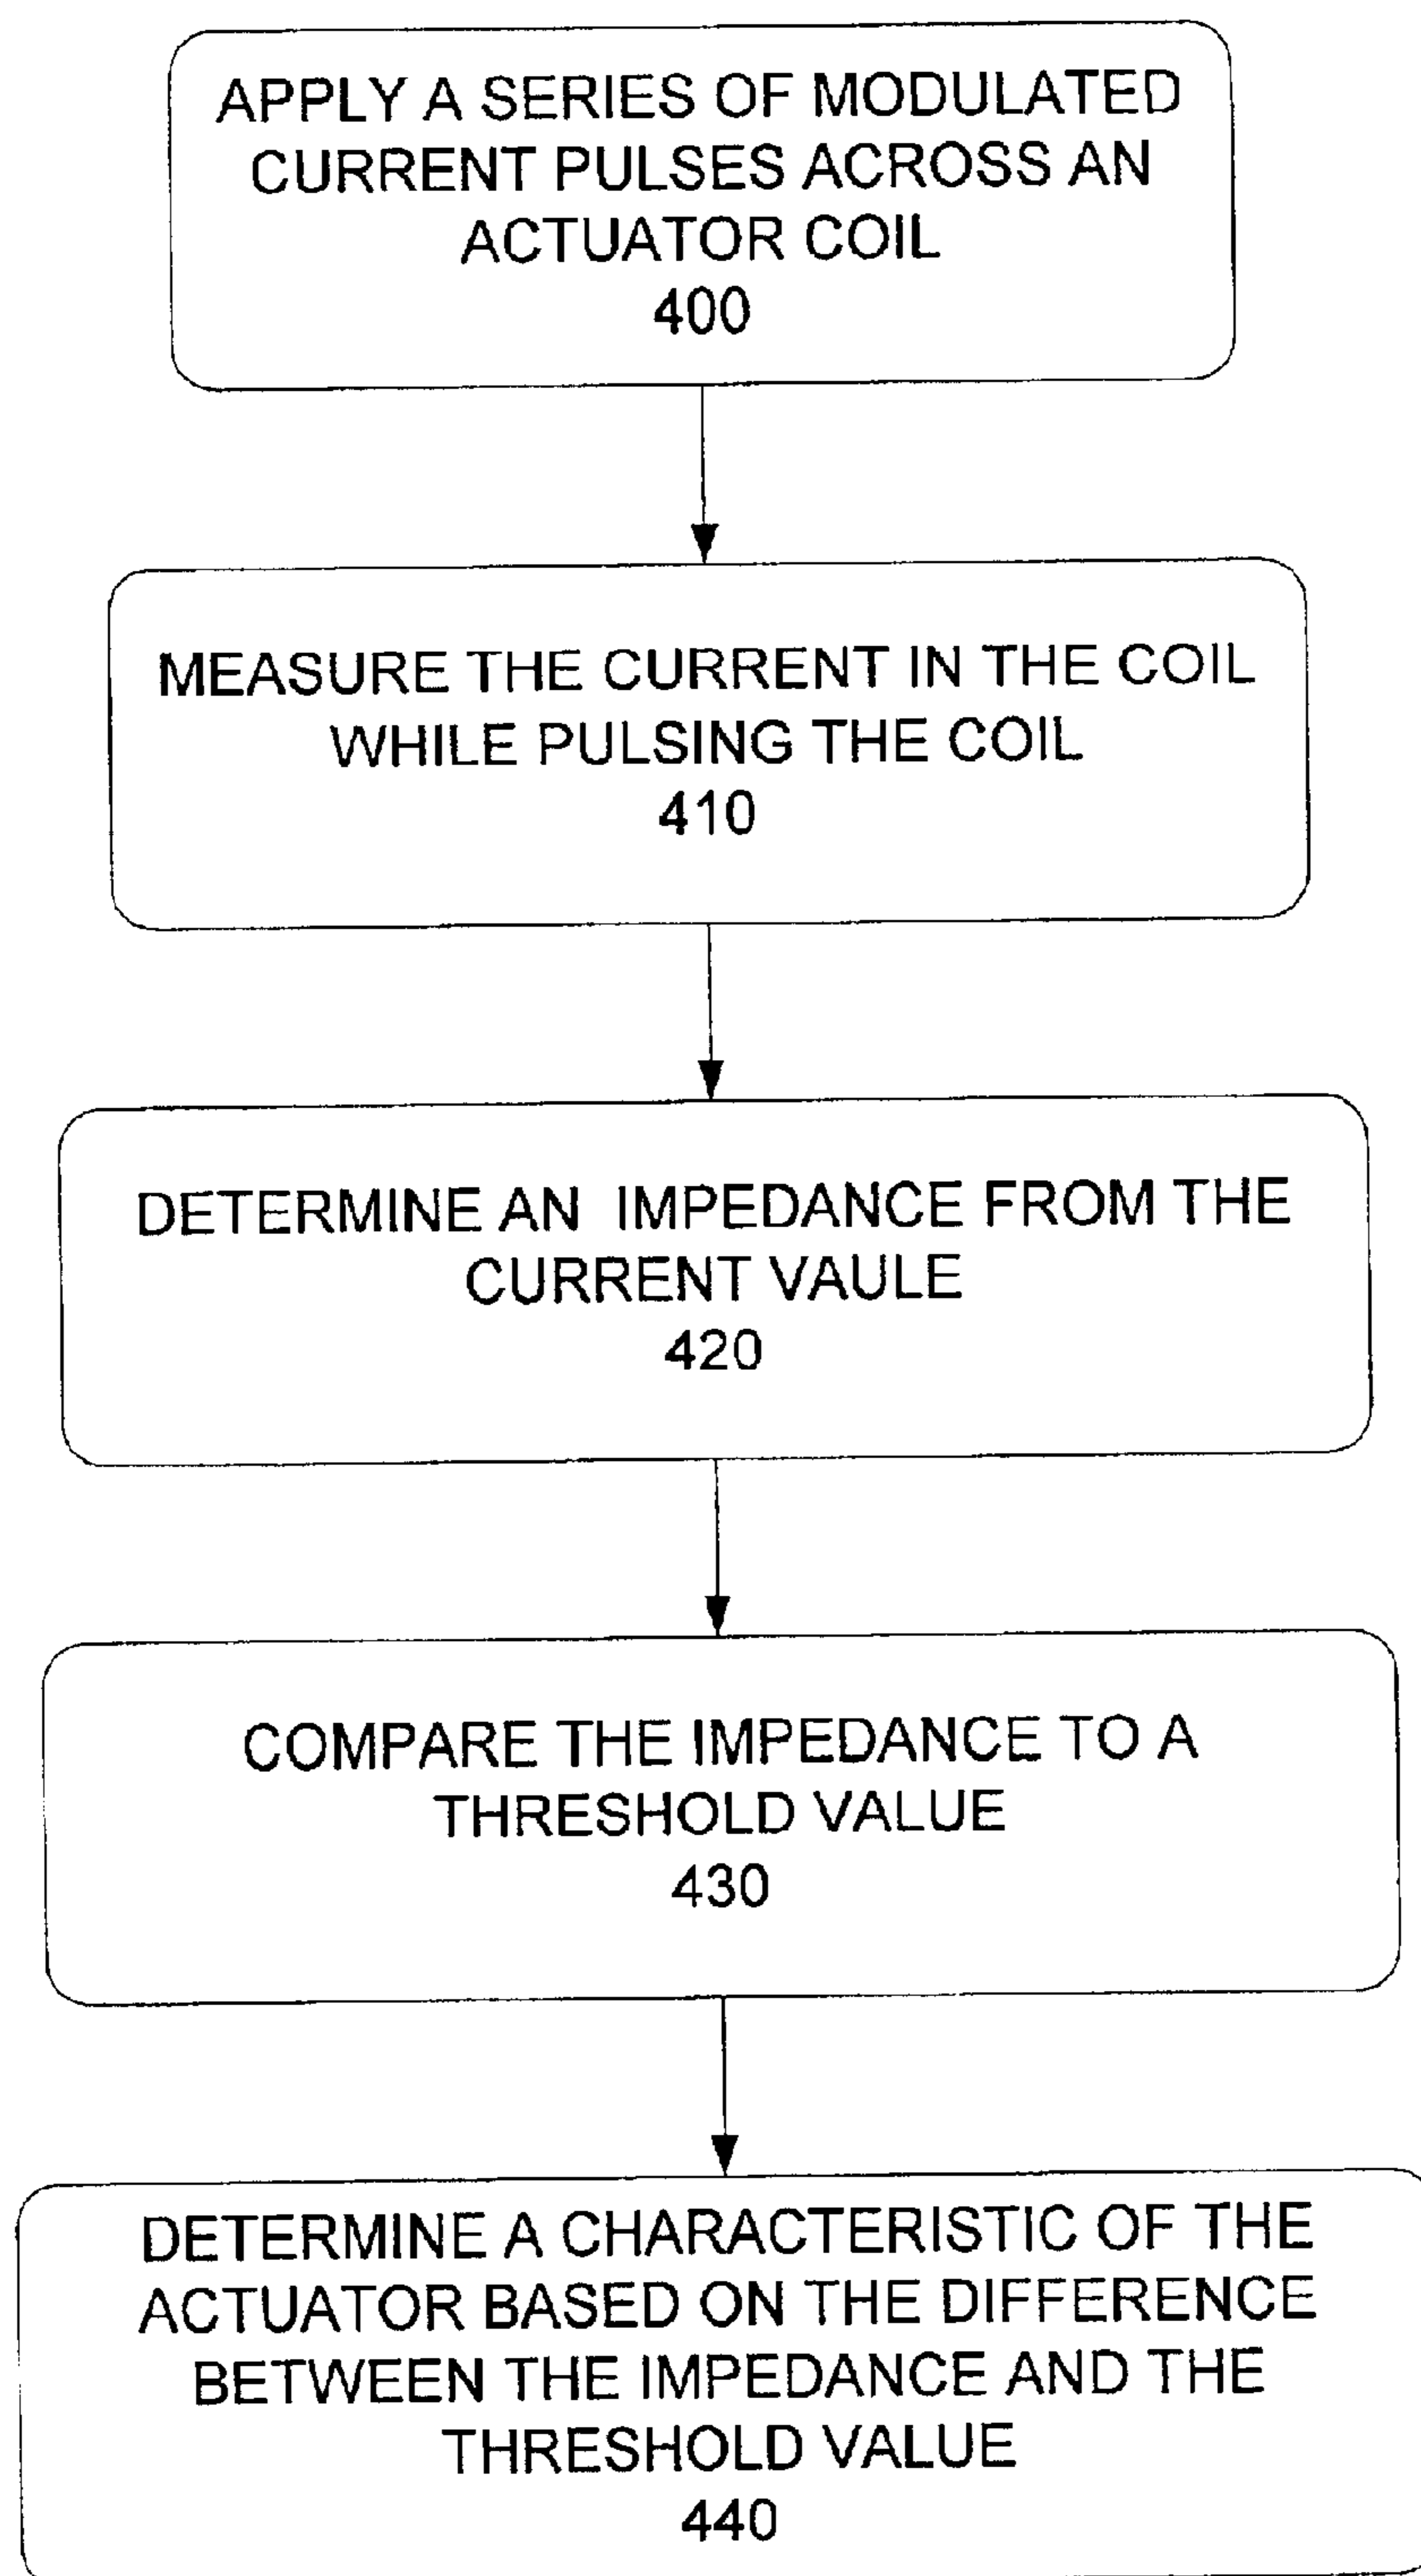 APPLY A SERIES OF MODULATED
CURRENT PULSES ACROSS AN
ACTUATOR COIL
400
MEASURE THE CURRENT IN THE COIL
WHILE PULSING THE COIL
410
DETERMINE AN IMPEDANCE FROM THE
CURRENT VAULE
420
COMPARE THE IMPEDANCE TO A
THRESHOLD VALUE
430
DETERMINE A CHARACTERISTIC OF THE
ACTUATOR BASED ON THE DIFFERENCE
BETWEEN THE IMPEDANCE AND THE
THRESHOLD VALUE
440